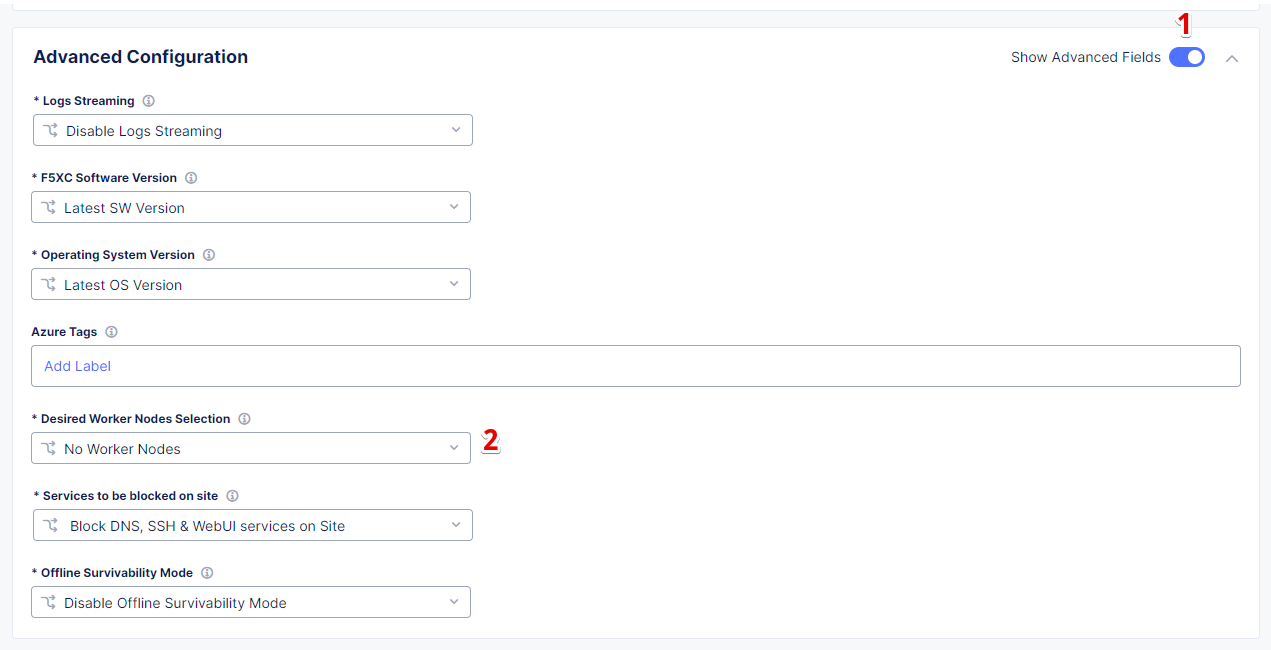 1
Advanced Configuration
Show Advanced Fields
* Logs Streaming
Disable Logs Streaming
* F5XC Software Version
Latest SW Version
* Operating System Version
Latest OS Version
Azure Tags
Add Label
* Desired Worker Nodes Selection
No Worker Nodes
2
* Services to be blocked on site
Block DNS, SSH & WebUI services on Site
* Offline Survivability Mode
Disable Offline Survivability Mode